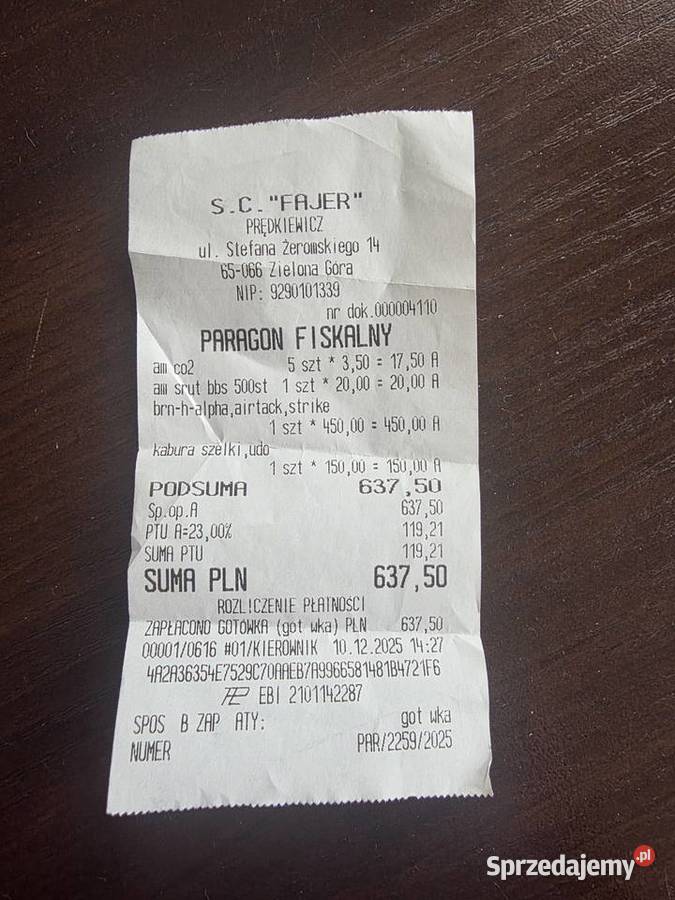 S.C."FAJER"
PRĘDKIEWICZ
ul. Stefana Żeromskiego 14
65-066 Zielona Góra
NIP: 9290101339
nr dok.000004110
PARAGON FISKALNY
am co2 5 szt * 3,50 = 17,50 A
am srut bbs 500st 1 szt * 20,00 = 20,00 A
brn-h-alpha,airtack,strike
1 szt * 450,00 = 450,00 A
kabura szelki,udo
1 szt * 150,00 = 150,00 A
PODSUMA 637,50
Sp.op.A 637,50
PTU A=23,00% 119,21
SUMA PTU 119,21
SUMA PLN 637,50
ROZLICZENIE PŁATNOŚCI
ZAPŁACONO GOTÓWKA (got wka) PLN 637,50
00001/0616 #01/KIEROWNIK 10.12.2025 14:27
4A2A36354E7529C70AAEB7A9966581481B4721F6
EBI 2101142287
SPOS B ZAP ATY: got wka
NUMER PAR/2259/2025
Sprzedajemy.pl